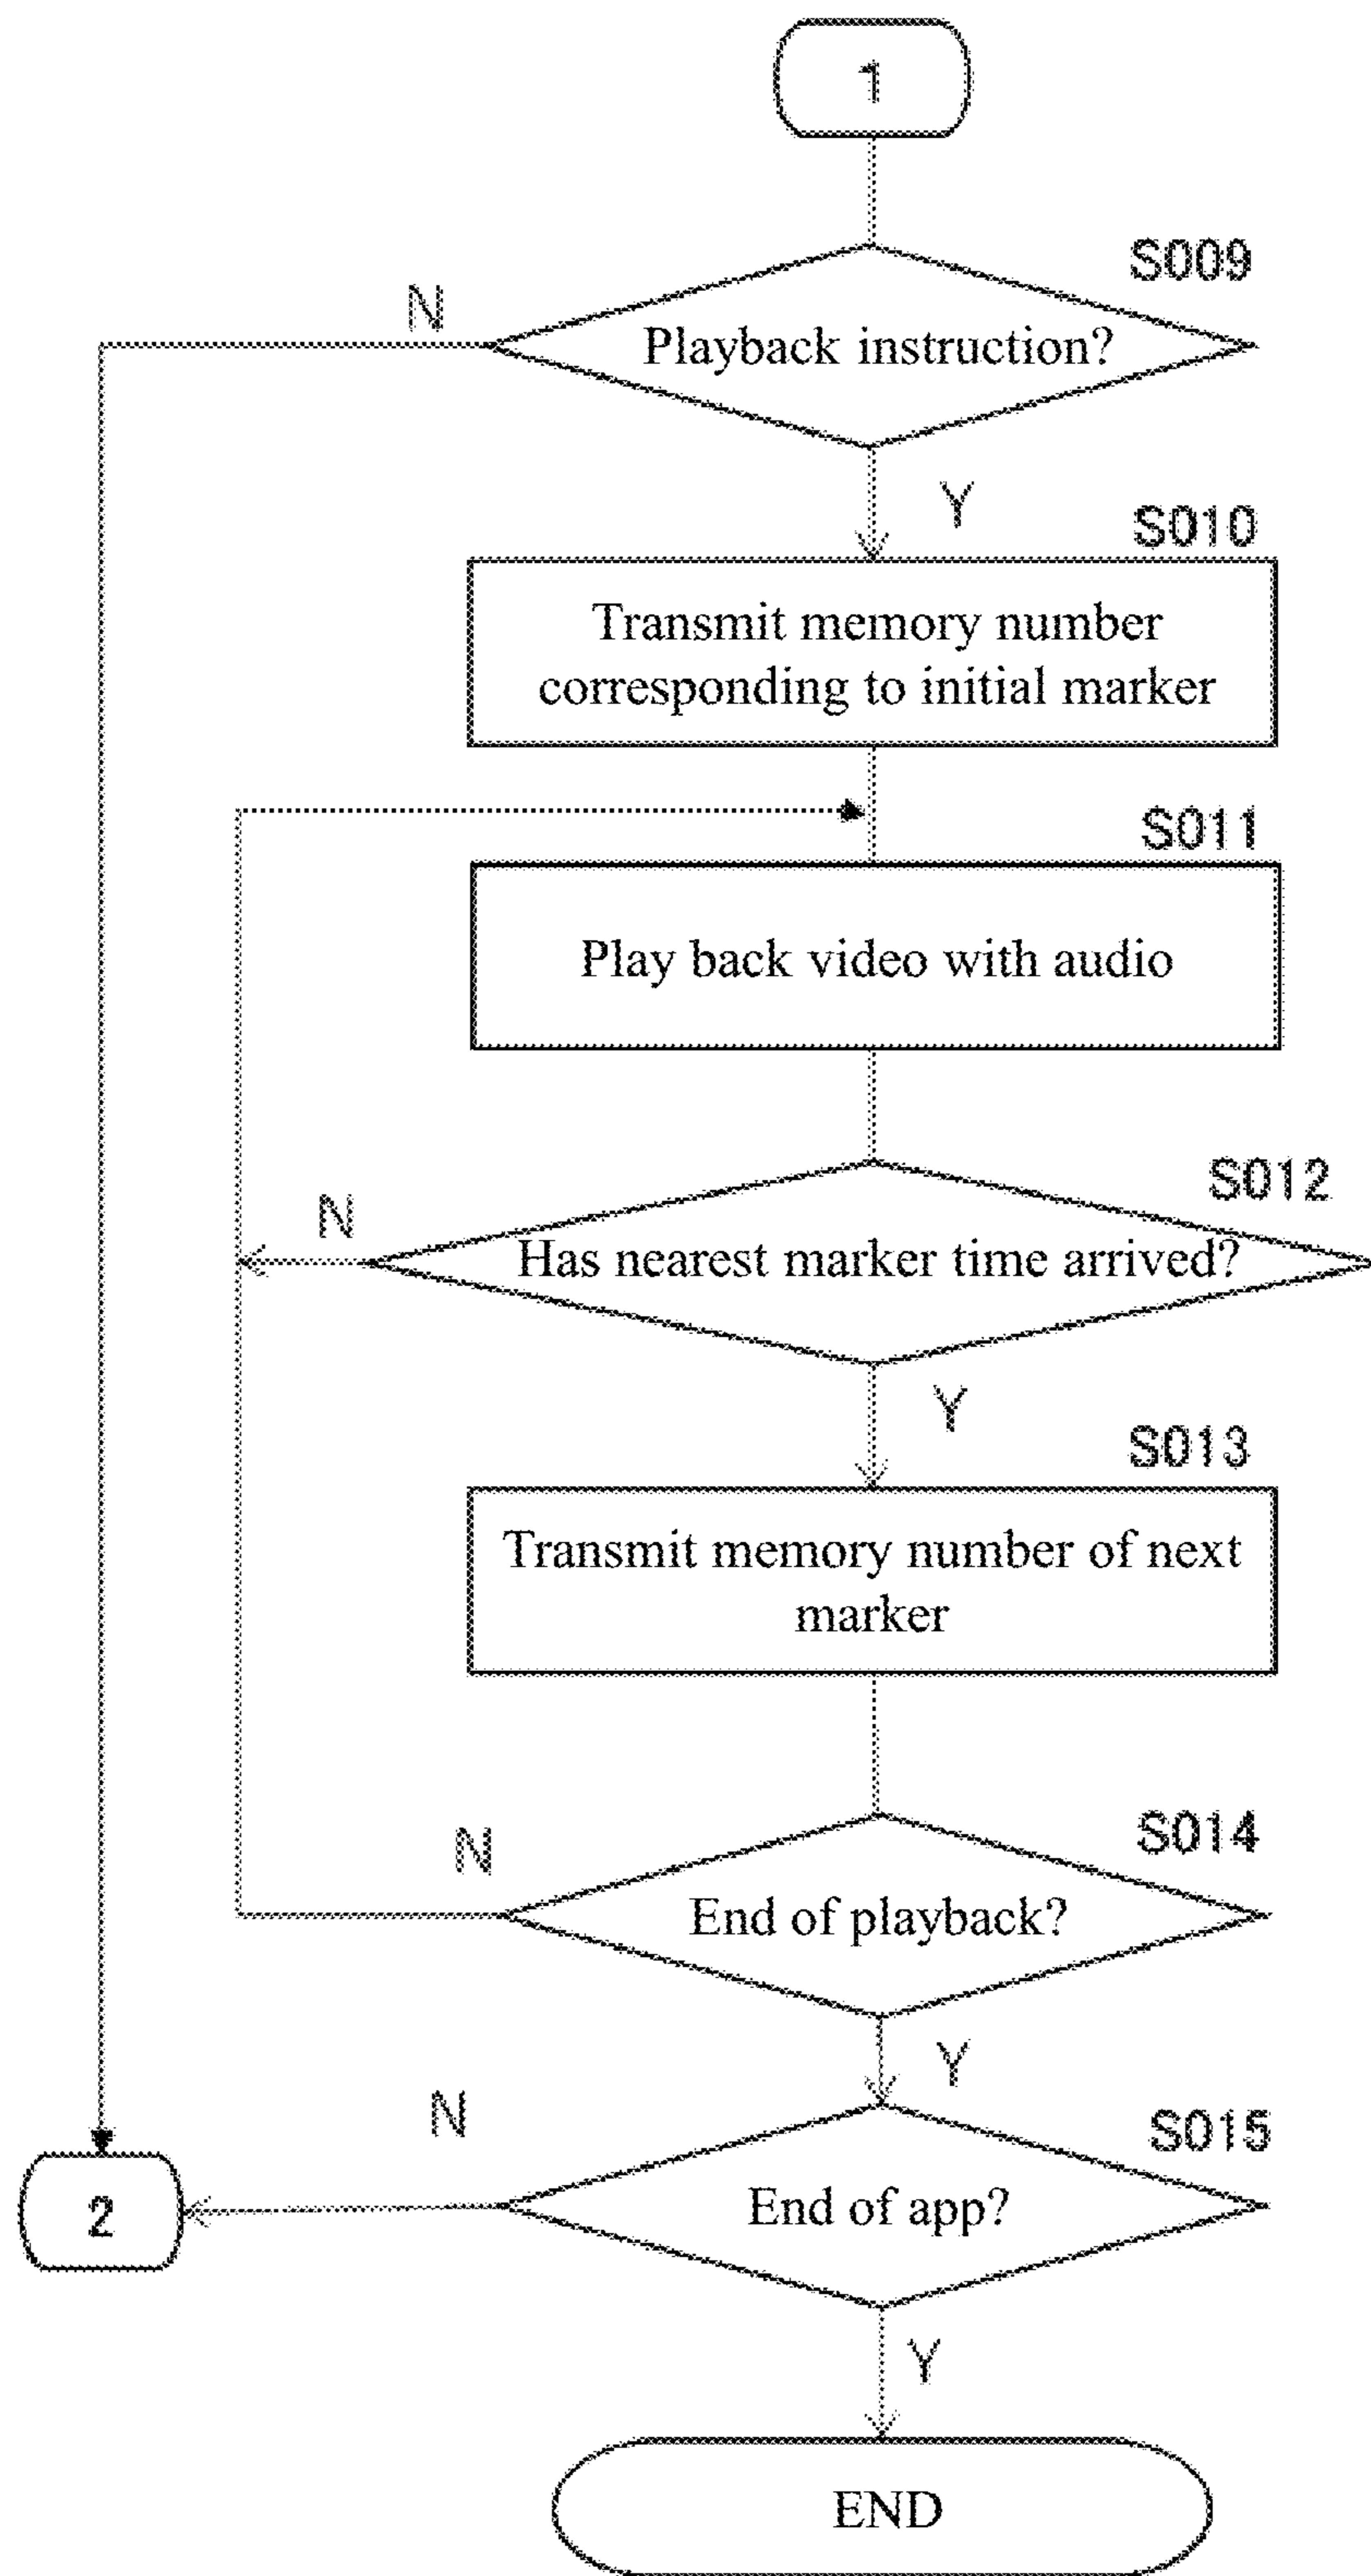 1
S009
N
Playback instruction?
Y
S010
Transmit memory number
corresponding to initial marker
S011
Play back video with audio
S012
N
Has nearest marker time arrived?
Y
S013
Transmit memory number of next
marker
S014
N
End of playback?
Y
S015
N
2
End of app?
Y
END